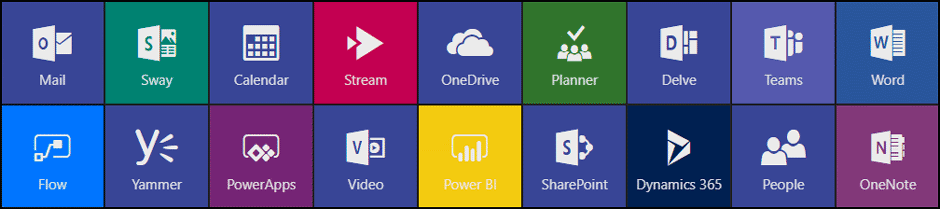 Mail Sway Calendar Stream OneDrive Planner Delve Teams Word
Flow Yammer PowerApps Video Power BI SharePoint Dynamics 365 People OneNote